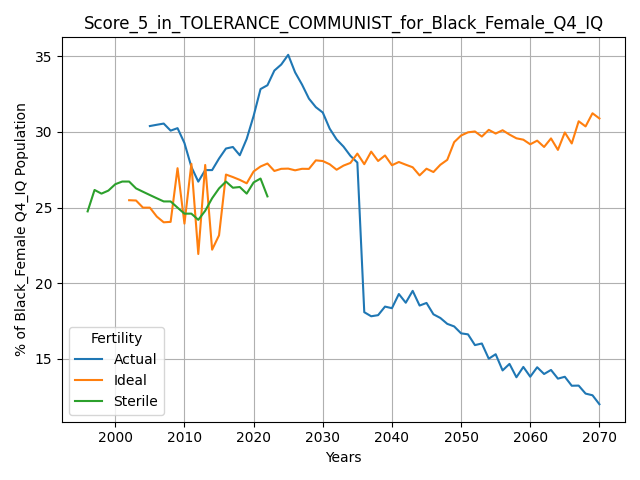 Score_5_in_TOLERANCE_COMMUNIST_for_Black_Female_Q4_IQ
% of Black_Female Q4_IQ Population
35
30
25
20
15
Fertility
Actual
Ideal
Sterile
2000 2010 2020 2030 2040 2050 2060 2070
Years